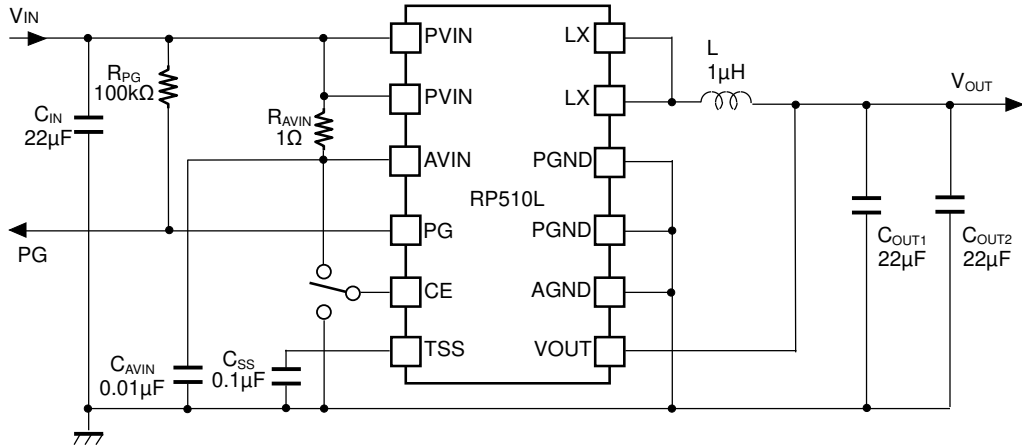 VIN
RPG
100kΩ
CIN
22µF
RAVIN
1Ω
PG
CAVIN
0.01µF
CSS
0.1µF
PVIN
PVIN
AVIN
PG
CE
TSS
RP510L
LX
LX
PGND
PGND
AGND
VOUT
L
1µH
VOUT
COUT1
22µF
COUT2
22µF